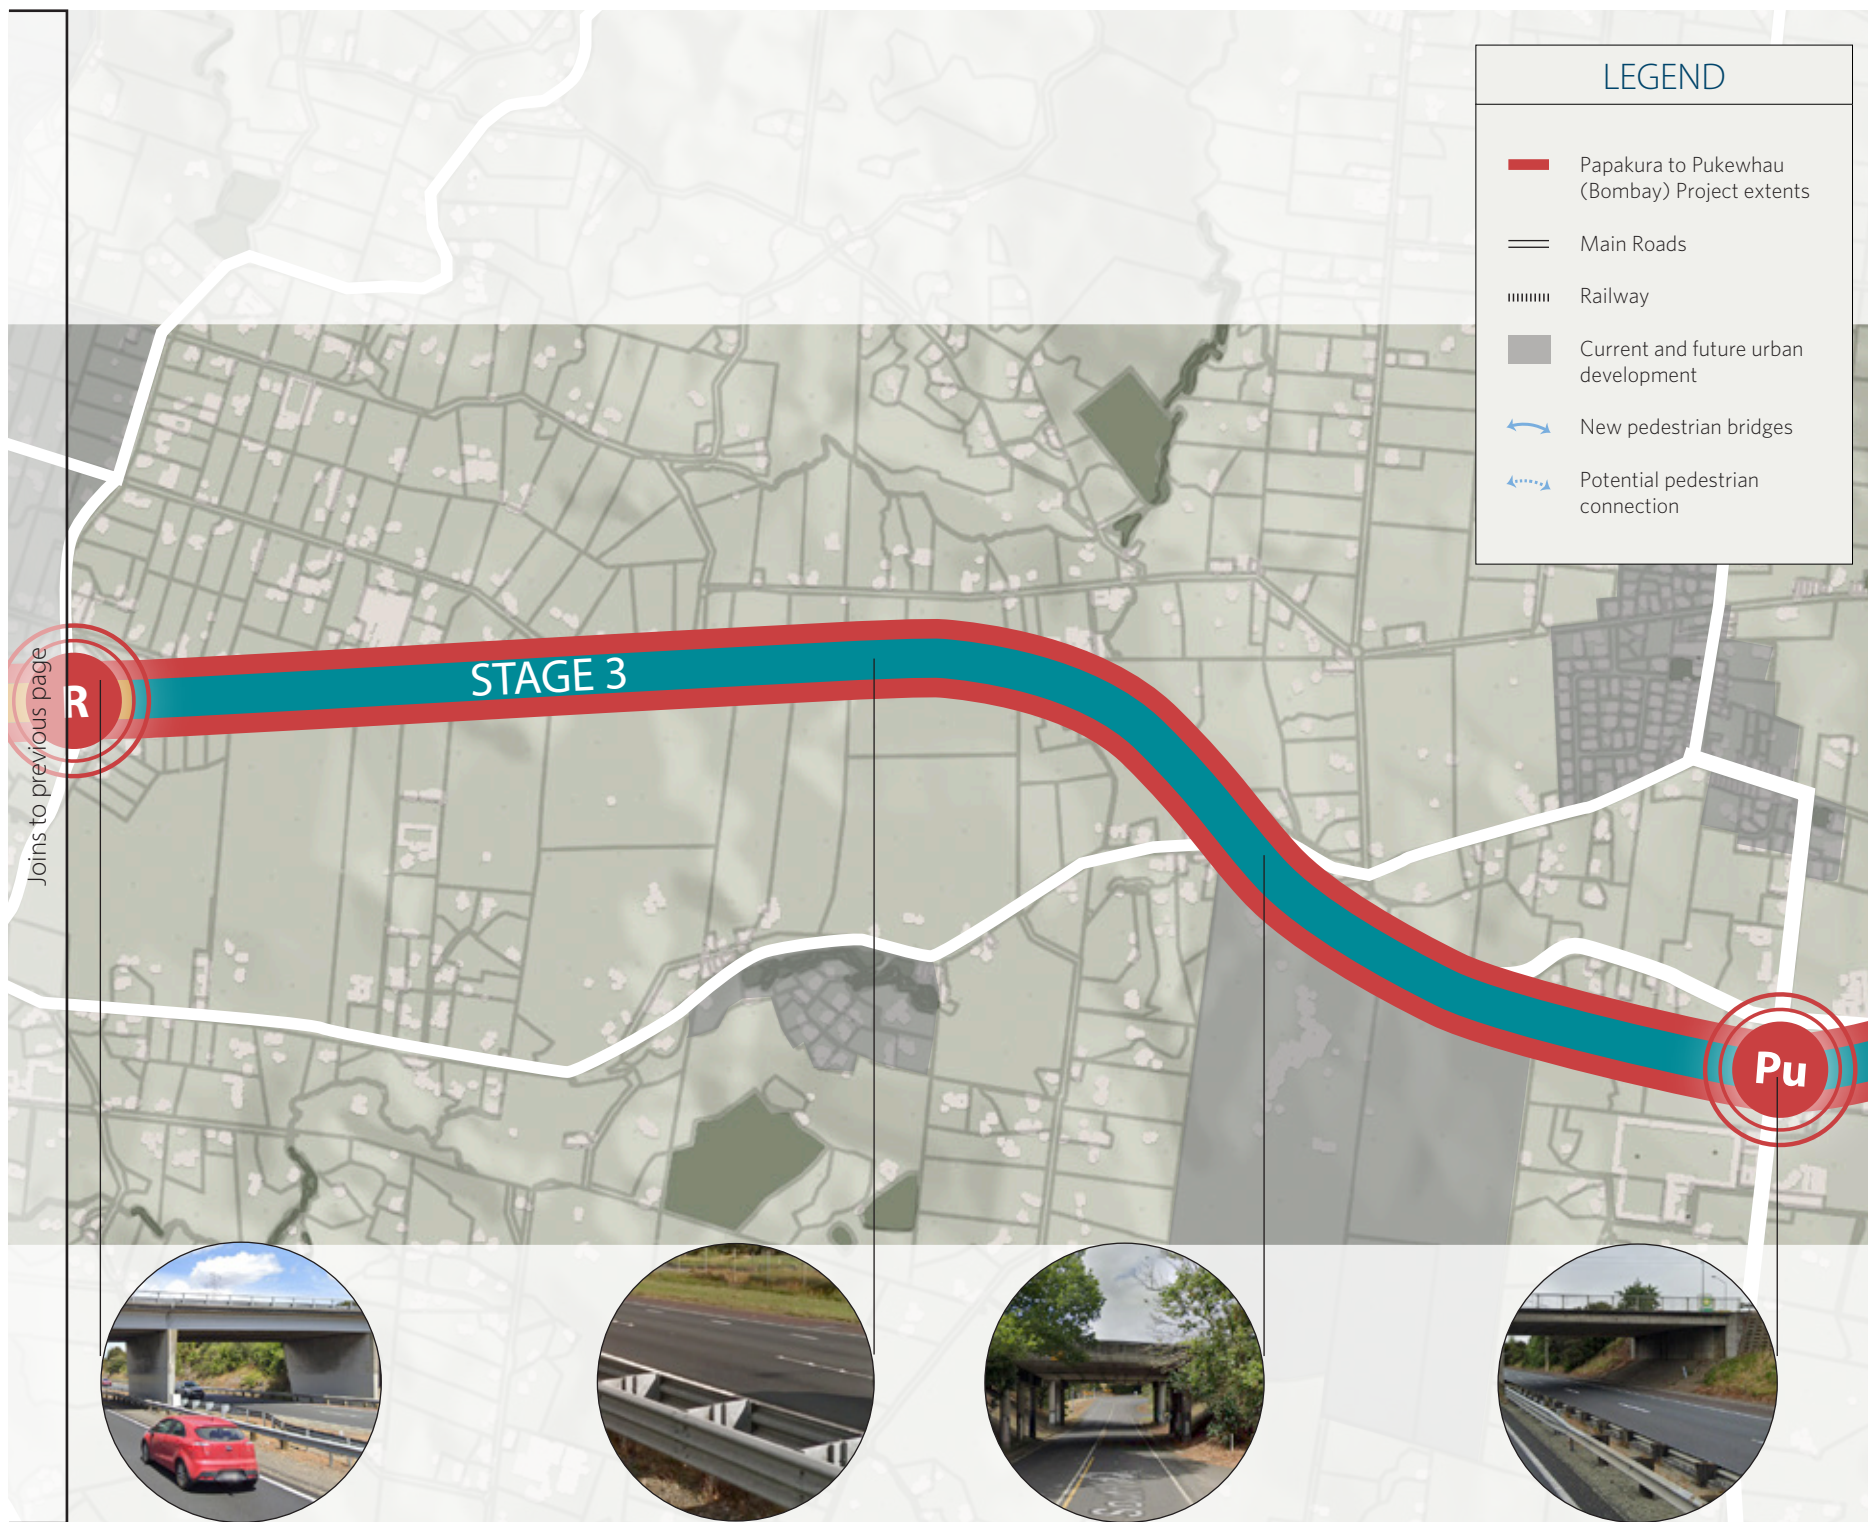 LEGEND
Papakura to Pukewhau
(Bombay) Project extents
Main Roads
Railway
Current and future urban
development
New pedestrian bridges
Potential pedestrian
connection
Joins to previous page
R
STAGE 3
Pu